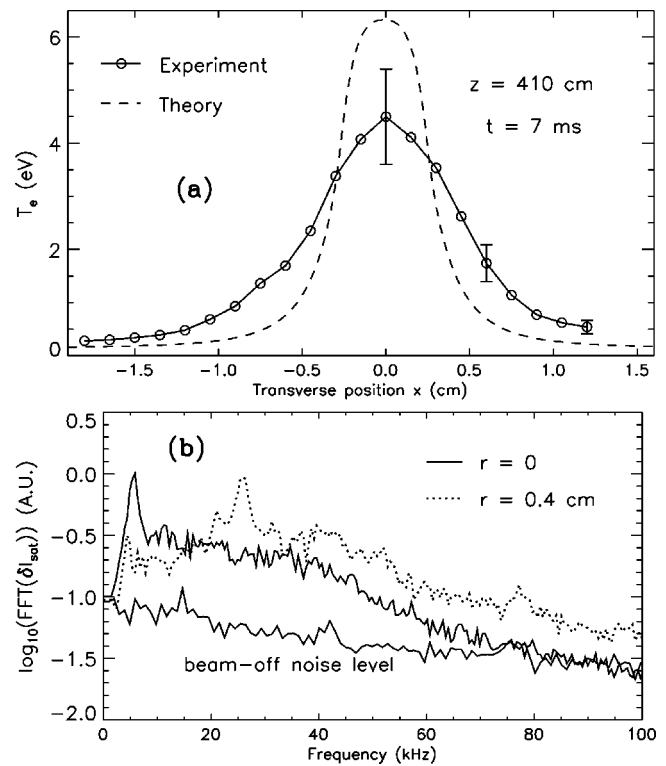 6
4
2
0
T_e (eV)
Experiment
Theory
(a)
z = 410 cm
t = 7 ms
−1.5 −1.0 −0.5 0.0 0.5 1.0 1.5
Transverse position x (cm)
0.5
0.0
−0.5
−1.0
−1.5
−2.0
log10(FFT(δI_sat)) (A.U.)
(b)
r = 0
r = 0.4 cm
beam−off noise level
0 20 40 60 80 100
Frequency (kHz)